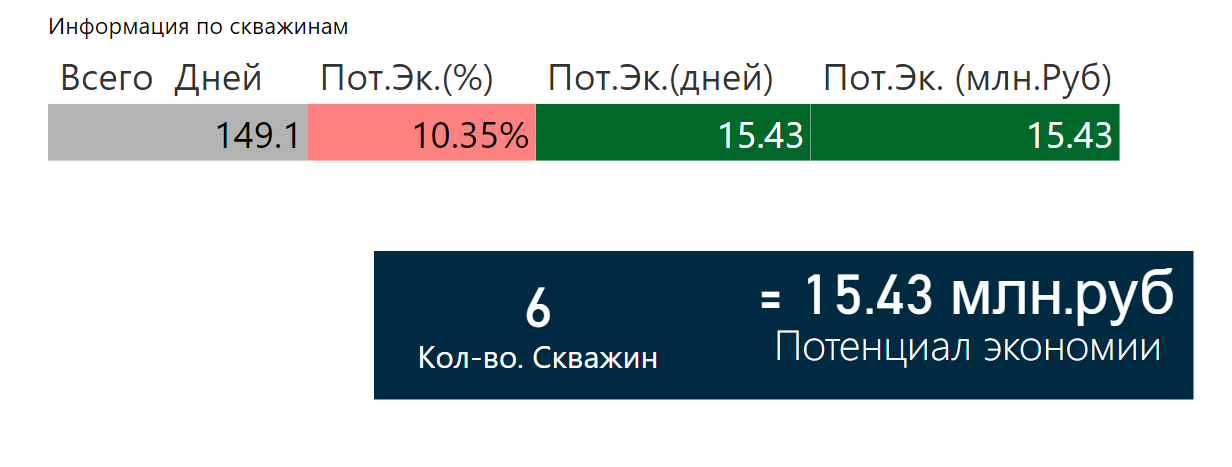 Информация по скважинам
Всего Дней Пот.Эк.(%) Пот.Эк.(дней) Пот.Эк. (млн.Руб)
149.1 10.35% 15.43 15.43
6 = 15.43 млн.руб
Кол-во. Скважин Потенциал экономии